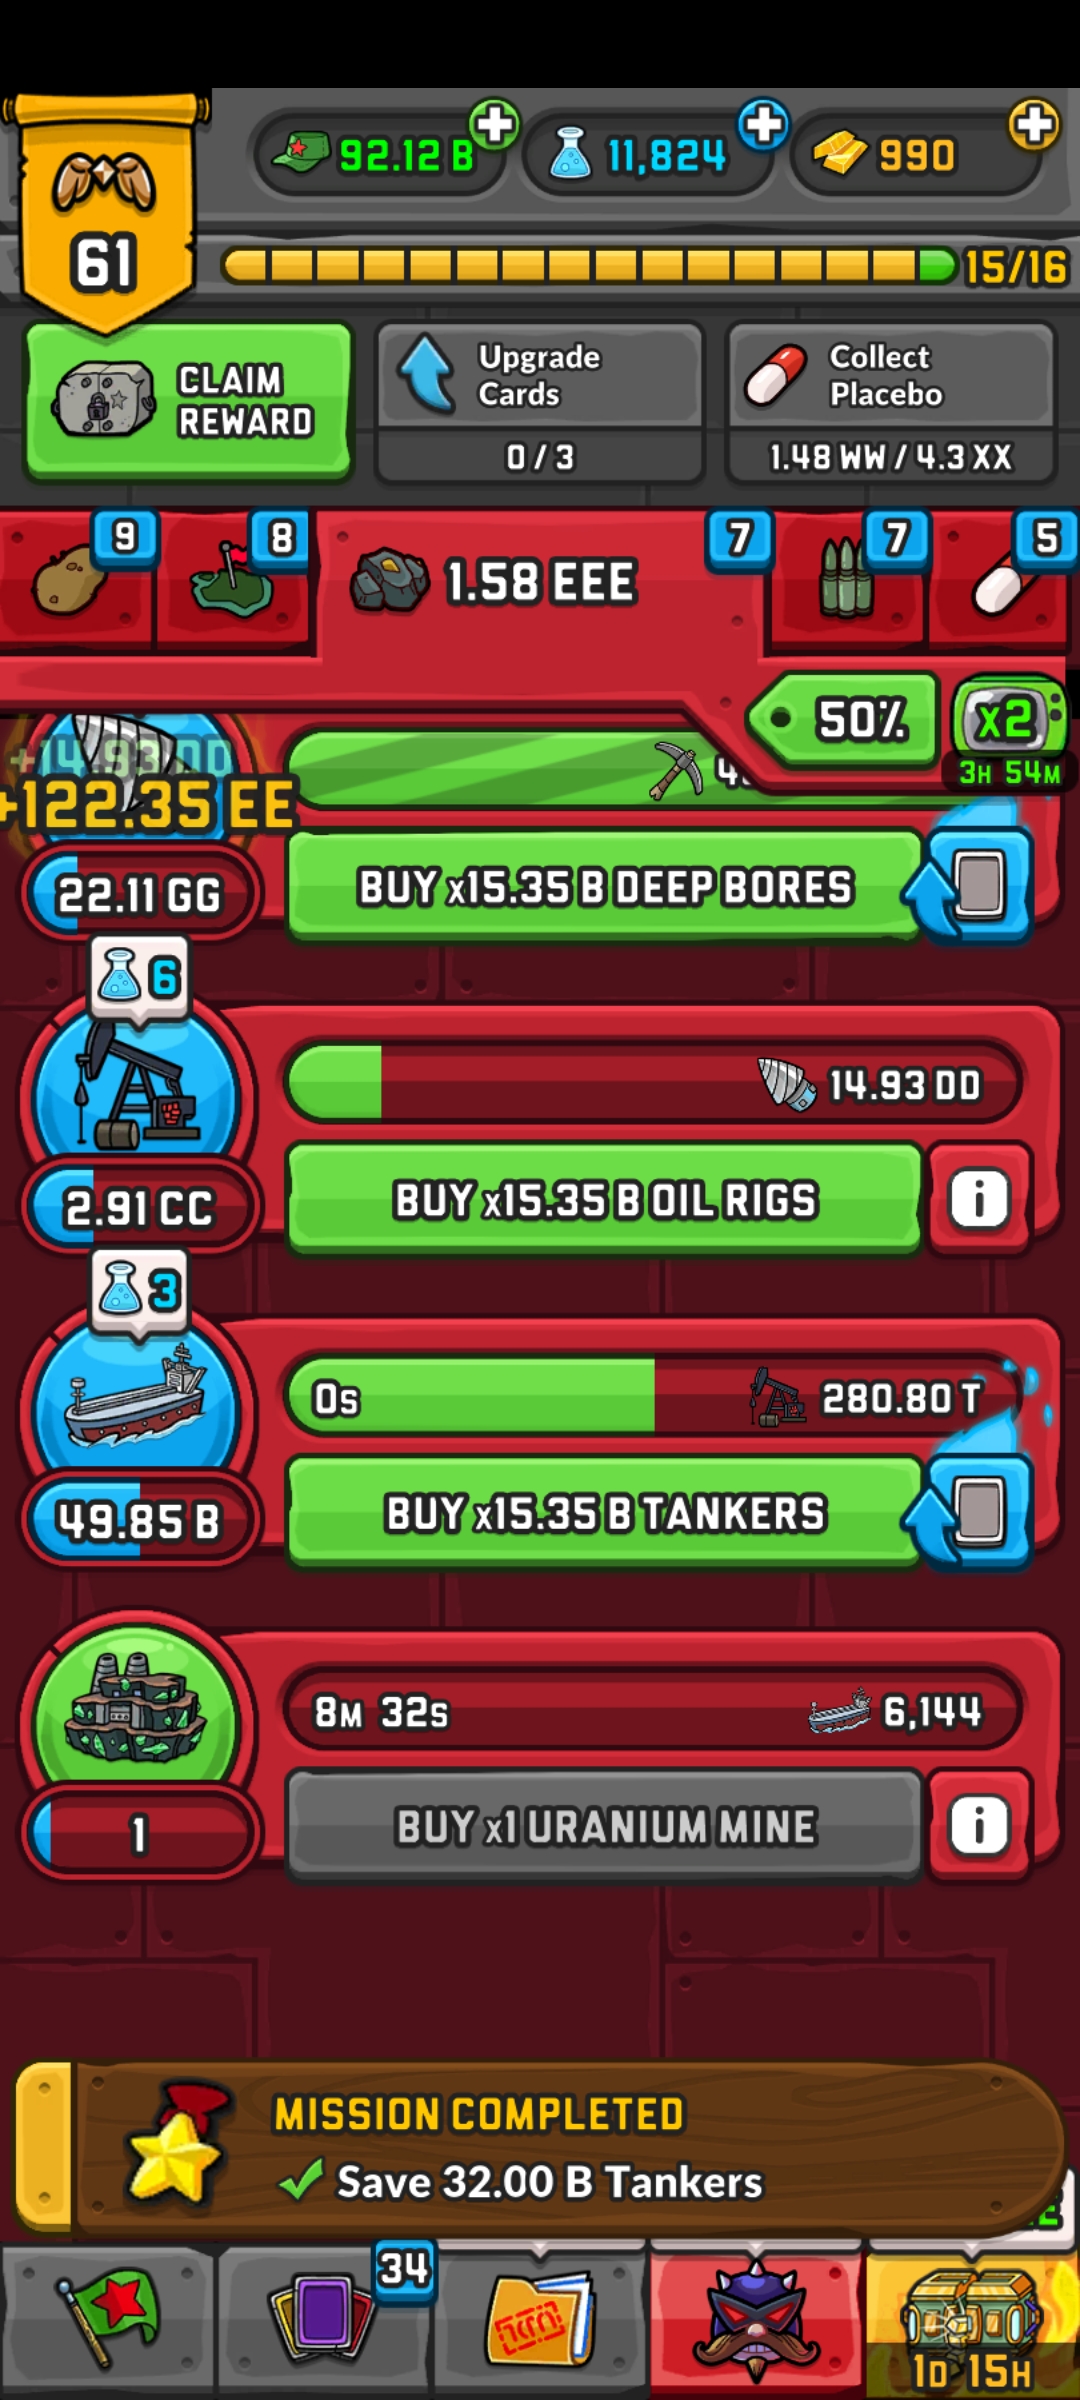 92.12 B
11,824
990
61
15/16
CLAIM
REWARD
Upgrade
Cards
0 / 3
Collect
Placebo
1.48 WW / 4.3 XX
9
8
1.58 EEE
7
7
5
50%
x2
3H 54M
+14.93 DD
+122.35 EE
22.11 GG
BUY x15.35 B DEEP BORES
6
14.93 DD
2.91 CC
BUY x15.35 B OIL RIGS
i
3
0s
280.80 T
49.85 B
BUY x15.35 B TANKERS
8M 32s
6,144
1
BUY x1 URANIUM MINE
i
MISSION COMPLETED
Save 32.00 B Tankers
34
1D 15H